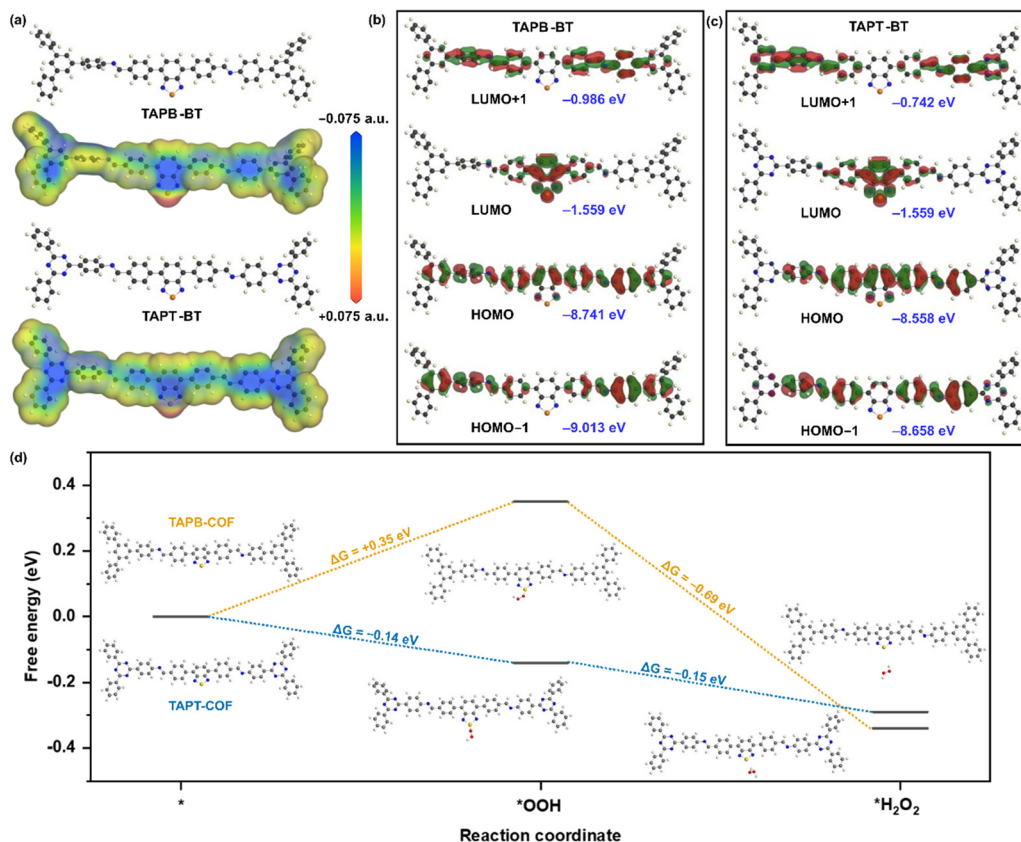 (a)
TAPB-BT
−0.075 a.u.
TAPT-BT
+0.075 a.u.
(b)
TAPB-BT
LUMO+1
−0.986 eV
LUMO
−1.559 eV
HOMO
−8.741 eV
HOMO−1
−9.013 eV
(c)
TAPT-BT
LUMO+1
−0.742 eV
LUMO
−1.559 eV
HOMO
−8.558 eV
HOMO−1
−8.658 eV
(d)
Free energy (eV)
0.4
0.2
0.0
-0.2
-0.4
TAPB-COF
ΔG = +0.35 eV
ΔG = −0.69 eV
ΔG = −0.14 eV
ΔG = −0.15 eV
TAPT-COF
*
*OOH
*H₂O₂
Reaction coordinate